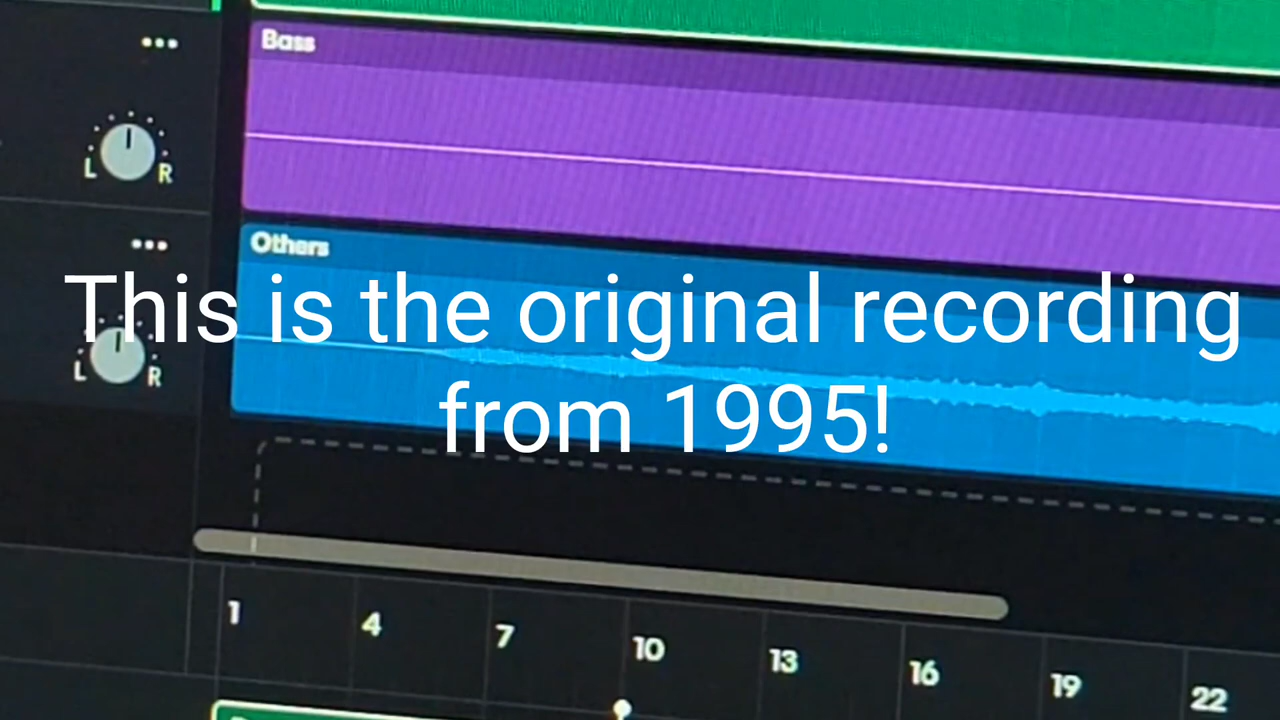 Bass
L R
Others
This is the original recording
from 1995!
L R
1 4 7 10 13 16 19 22